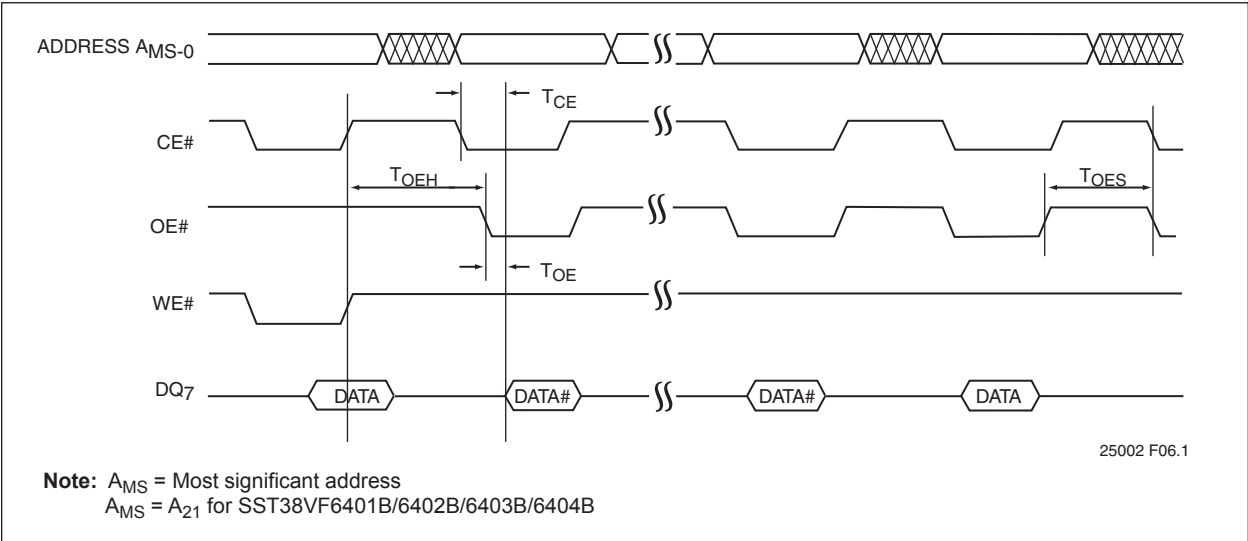 ADDRESS AMS-0
TCE
CE#
TOEH
TOES
OE#
TOE
WE#
DQ7
DATA
DATA#
DATA#
DATA
25002 F06.1
Note: AMS = Most significant address
AMS = A21 for SST38VF6401B/6402B/6403B/6404B